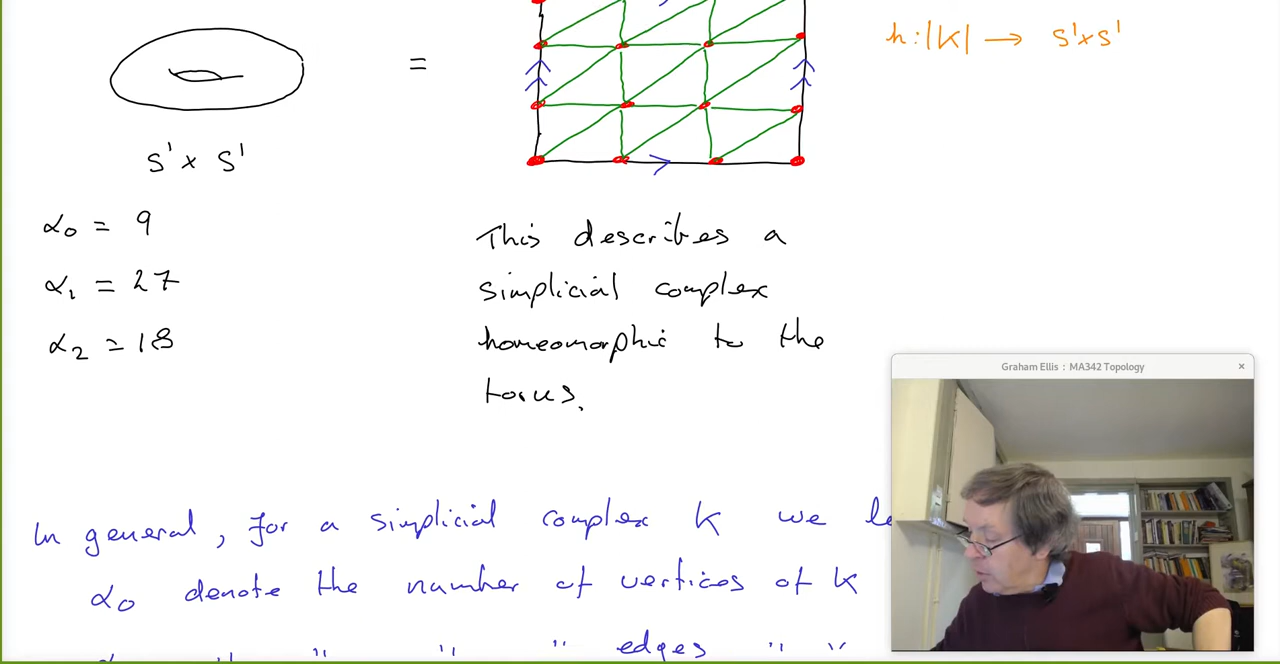 h : |K| → S¹ × S¹
=
S¹ × S¹
α₀ = 9
α₁ = 27
α₂ = 18
This describes a
simplicial complex
homeomorphic to the
torus.
Graham Ellis : MA342 Topology ×
In general, for a simplicial complex K we
α₀ denote the number of vertices of K
" " " edges " "